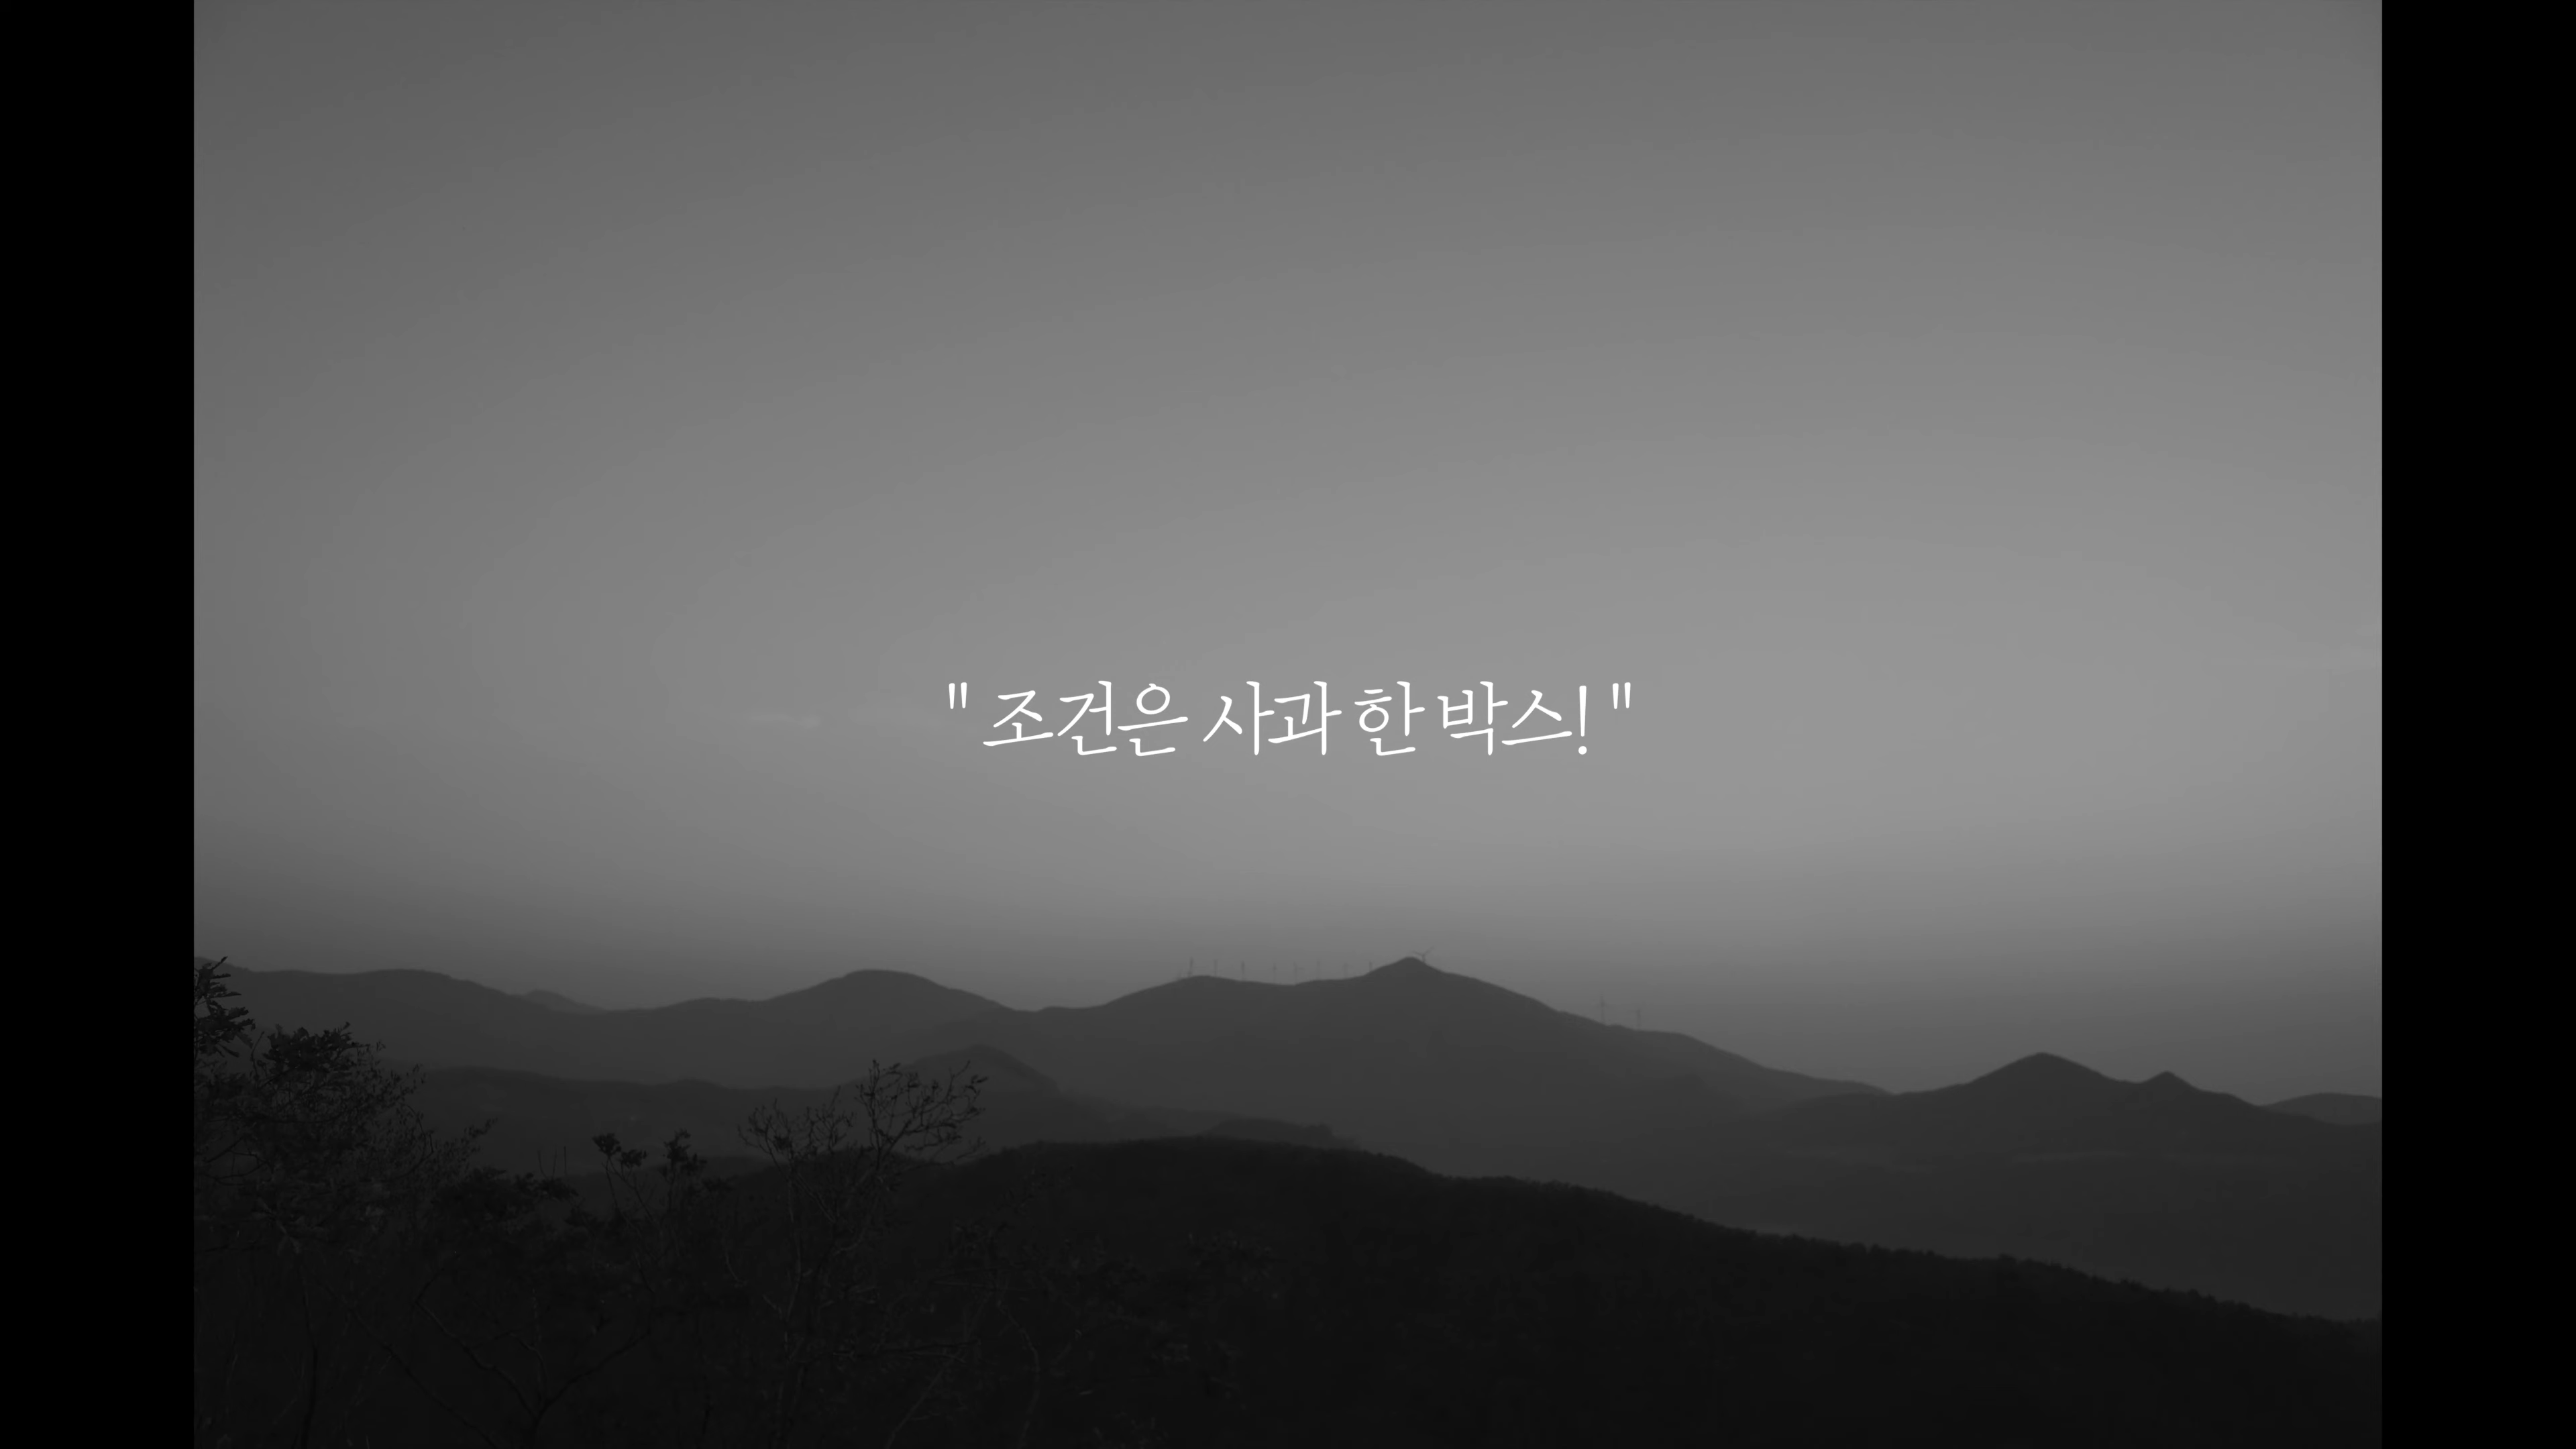 " 조건은 사과 한 박스! "